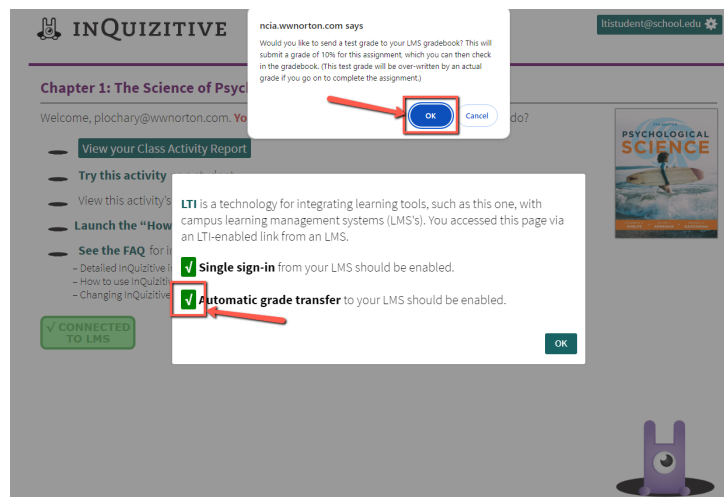 INQUIZITIVE
ltistudent@school.edu
ncia.wwnorton.com says
Would you like to send a test grade to your LMS gradebook? This will
submit a grade of 10% for this assignment, which you can then check
in the gradebook. (This test grade will be over-written by an actual
grade if you go on to complete the assignment.)
OK
Cancel
Chapter 1: The Science of Psyc
Welcome, plochary@wwnorton.com. Yo
do?
View your Class Activity Report
Try this activity
View this activity's
Launch the "How
See the FAQ for i
– Detailed InQuizitive i
– How to use InQuizitiv
– Changing InQuizitive
√ CONNECTED
TO LMS
PSYCHOLOGICAL
SCIENCE
LTI is a technology for integrating learning tools, such as this one, with
campus learning management systems (LMS's). You accessed this page via
an LTI-enabled link from an LMS.
√ Single sign-in from your LMS should be enabled.
√ Automatic grade transfer to your LMS should be enabled.
OK